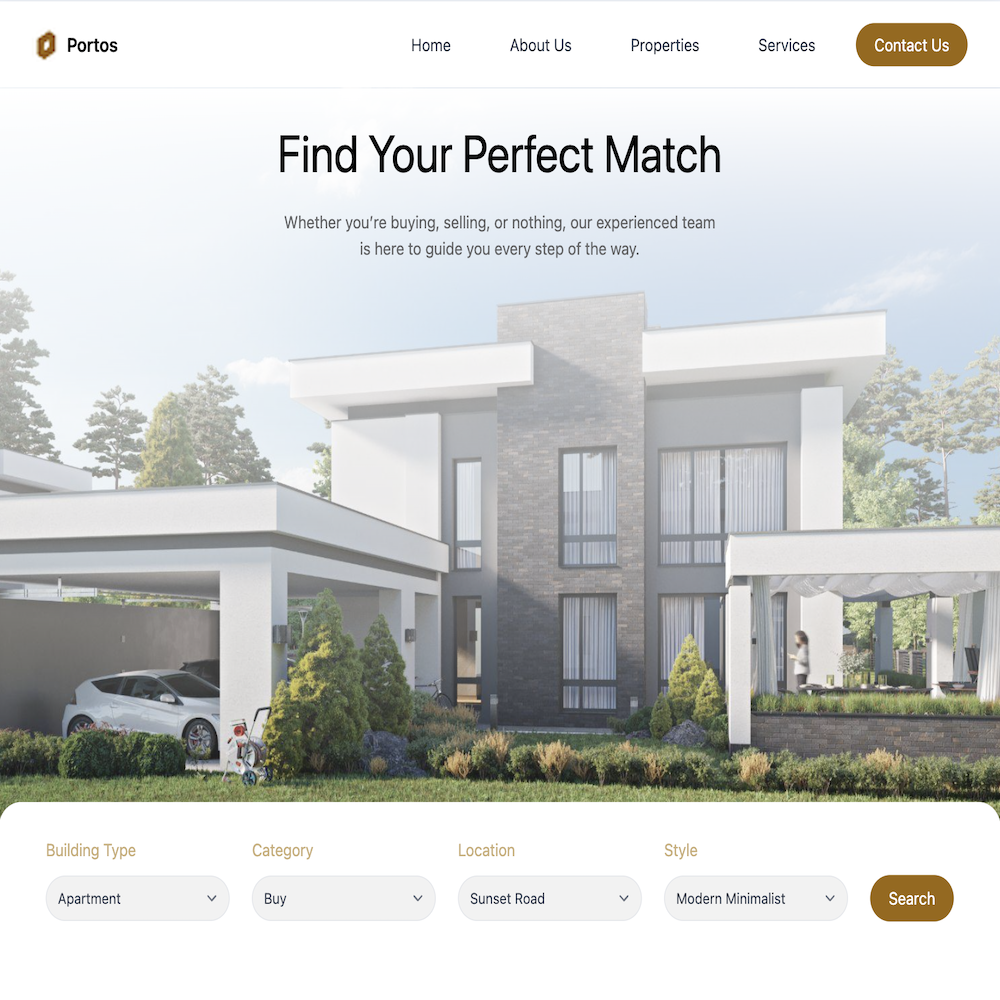 Portos
Home
About Us
Properties
Services
Contact Us
Find Your Perfect Match
Whether you’re buying, selling, or nothing, our experienced team
is here to guide you every step of the way.
Building Type
Category
Location
Style
Apartment
Buy
Sunset Road
Modern Minimalist
Search